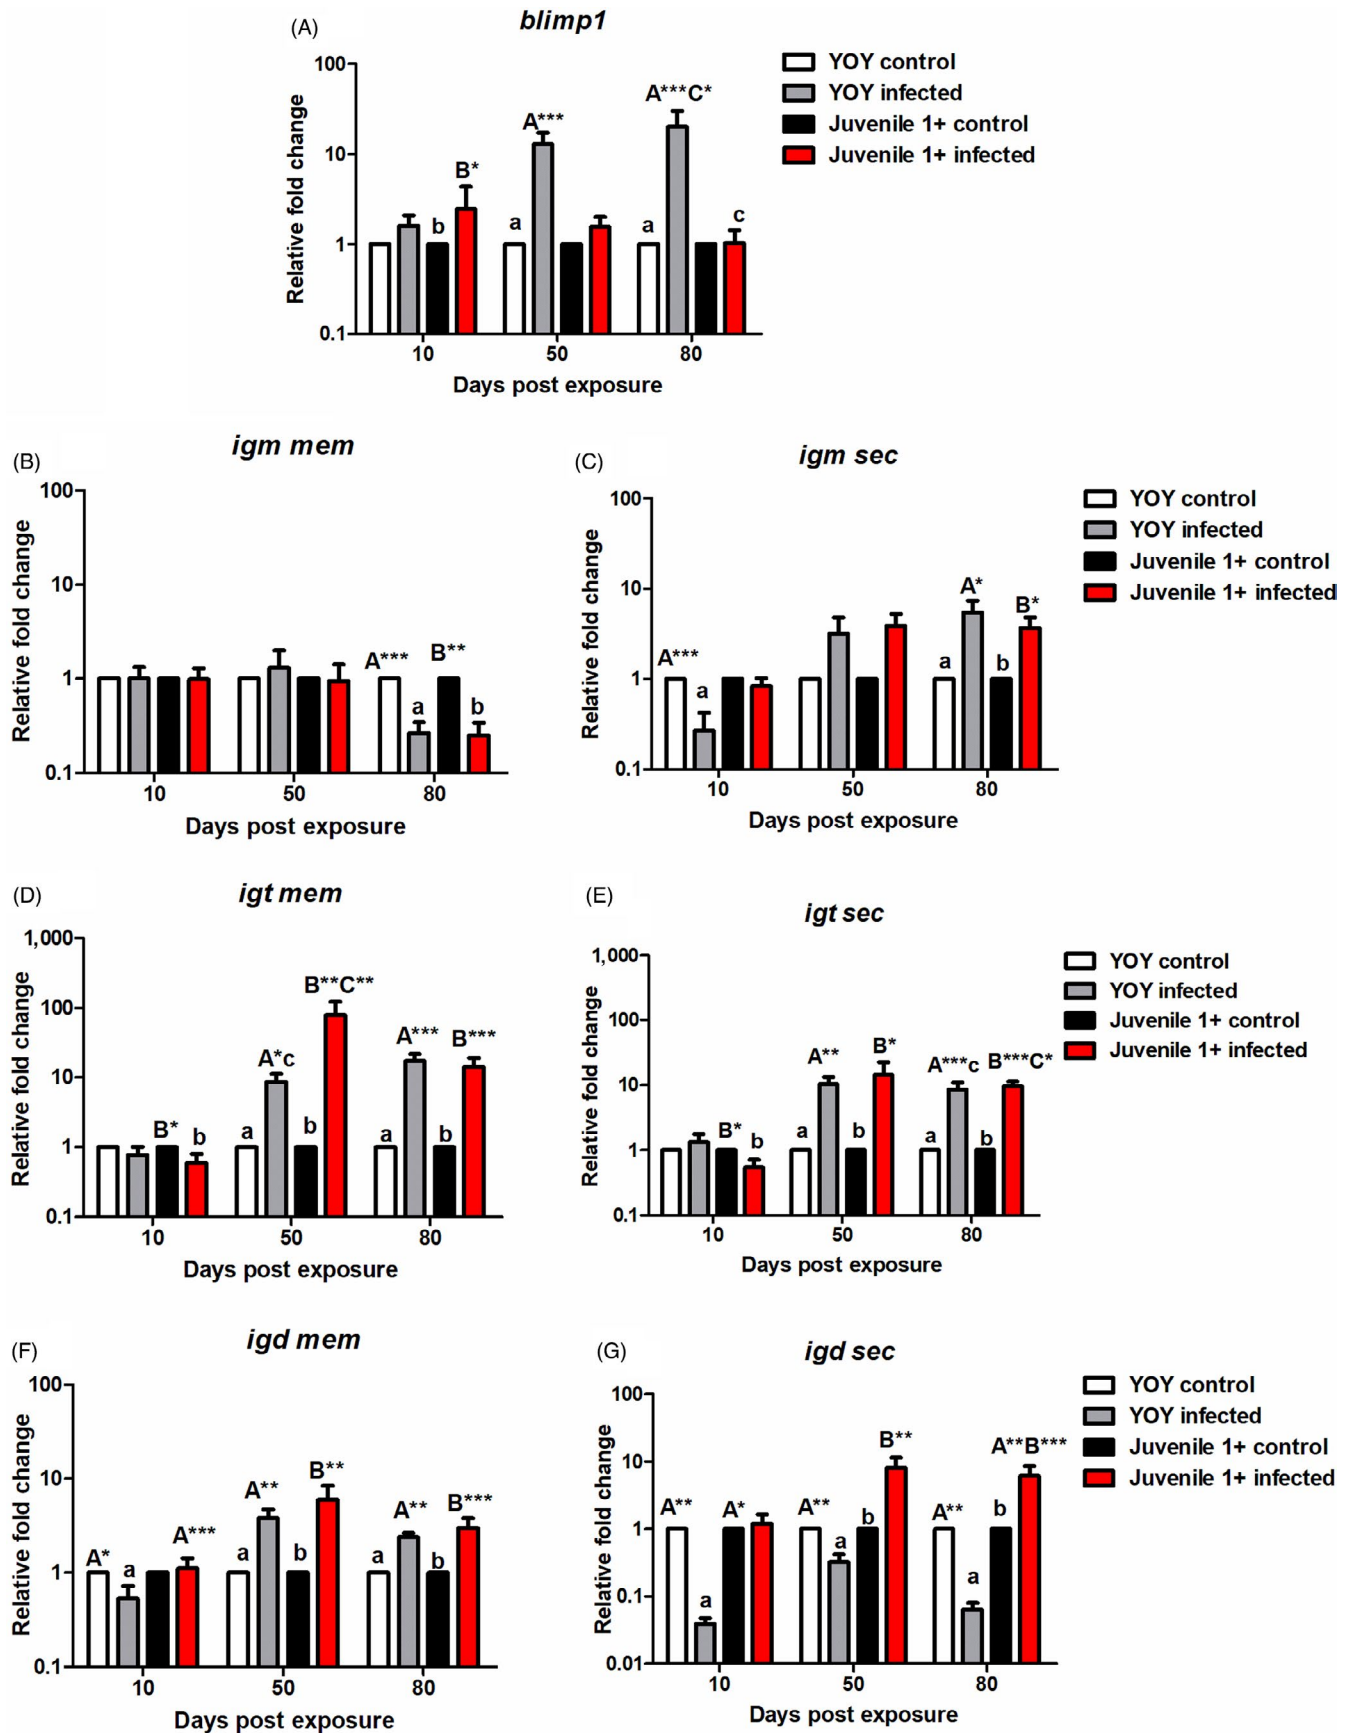 (A)
blimp1
YOY control
YOY infected
Juvenile 1+ control
Juvenile 1+ infected
Relative fold change
100
10
1
0.1
b
B*
a
A***
a
A***C*
c
10
50
80
Days post exposure
(B)
igm mem
Relative fold change
100
10
1
0.1
A***
a
B**
b
10
50
80
Days post exposure
(C)
igm sec
YOY control
YOY infected
Juvenile 1+ control
Juvenile 1+ infected
Relative fold change
100
10
1
0.1
A***
a
a
A*
b
B*
10
50
80
Days post exposure
(D)
igt mem
Relative fold change
1,000
100
10
1
0.1
B*
b
a
A*c
b
B**C**
a
A***
b
B***
10
50
80
Days post exposure
(E)
igt sec
YOY control
YOY infected
Juvenile 1+ control
Juvenile 1+ infected
Relative fold change
1,000
100
10
1
0.1
B*
b
a
A**
b
B*
a
A***c
b
B***C*
10
50
80
Days post exposure
(F)
igd mem
Relative fold change
100
10
1
0.1
A*
a
A***
a
A**
b
B**
a
A**
b
B***
10
50
80
Days post exposure
(G)
igd sec
YOY control
YOY infected
Juvenile 1+ control
Juvenile 1+ infected
Relative fold change
100
10
1
0.1
0.01
A**
a
A*
A**
a
b
B**
A**
a
b
A**B***
10
50
80
Days post exposure